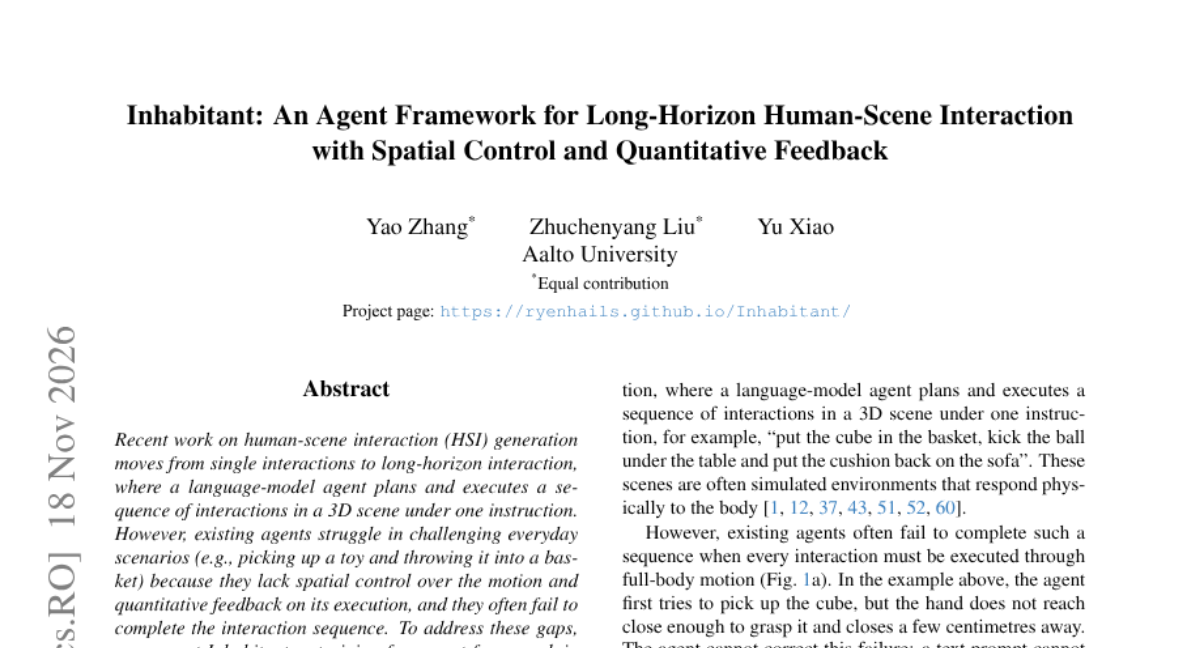 Inhabitant: An Agent Framework for Long-Horizon Human-Scene Interaction
with Spatial Control and Quantitative Feedback
Yao Zhang* Zhuchenyang Liu* Yu Xiao
Aalto University
*Equal contribution
Project page: https://ryenhails.github.io/Inhabitant/
cs.RO] 18 Nov 2026
Abstract
Recent work on human-scene interaction (HSI) generation
moves from single interactions to long-horizon interaction,
where a language-model agent plans and executes a se-
quence of interactions in a 3D scene under one instruction.
However, existing agents struggle in challenging everyday
scenarios (e.g., picking up a toy and throwing it into a bas-
ket) because they lack spatial control over the motion and
quantitative feedback on its execution, and they often fail to
complete the interaction sequence. To address these gaps,
tion, where a language-model agent plans and executes a
sequence of interactions in a 3D scene under one instruc-
tion, for example, “put the cube in the basket, kick the ball
under the table and put the cushion back on the sofa”. These
scenes are often simulated environments that respond phys-
ically to the body [1, 12, 37, 43, 51, 52, 60].
However, existing agents often fail to complete such a
sequence when every interaction must be executed through
full-body motion (Fig. 1a). In the example above, the agent
first tries to pick up the cube, but the hand does not reach
close enough to grasp it and closes a few centimetres away.